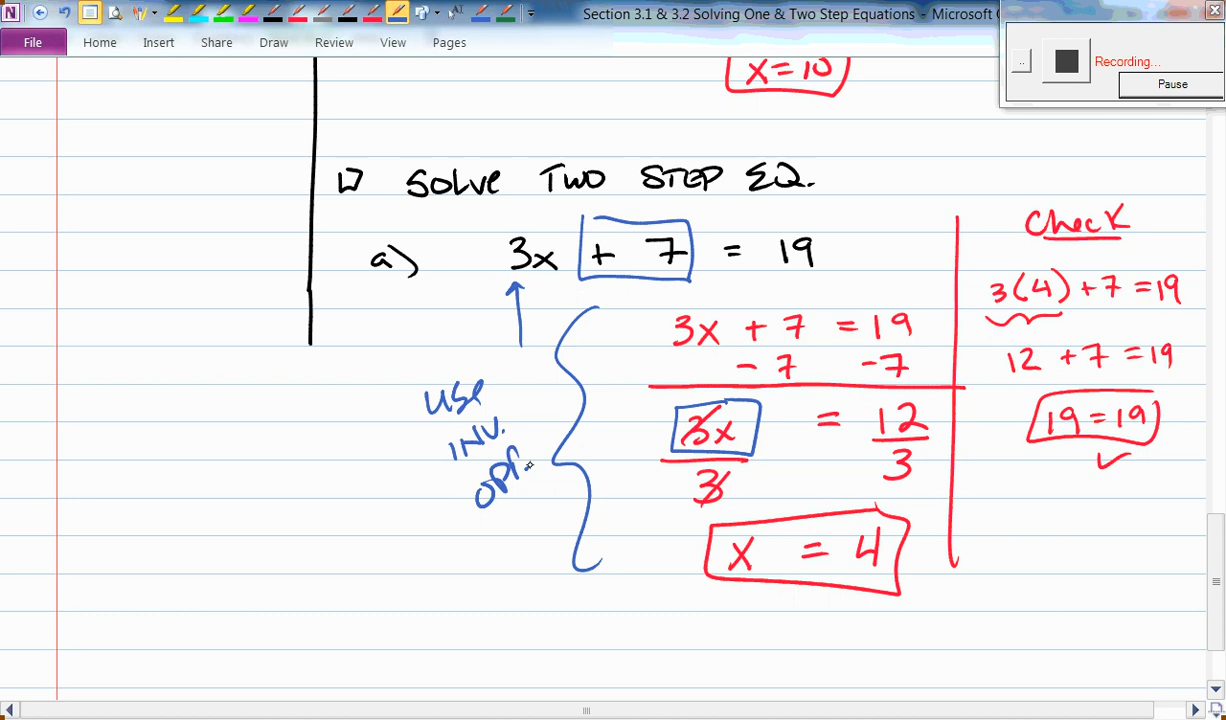 Section 3.1 & 3.2 Solving One & Two Step Equations - Microsoft
File Home Insert Share Draw Review View Pages
Recording...
..
Pause
x=10
SOLVE TWO STEP EQ.
a) 3x + 7 = 19
3x + 7 = 19
- 7 -7
3x = 12
3 3
x = 4
USE
INV.
OPP.
Check
3(4) + 7 = 19
12 + 7 = 19
19 = 19